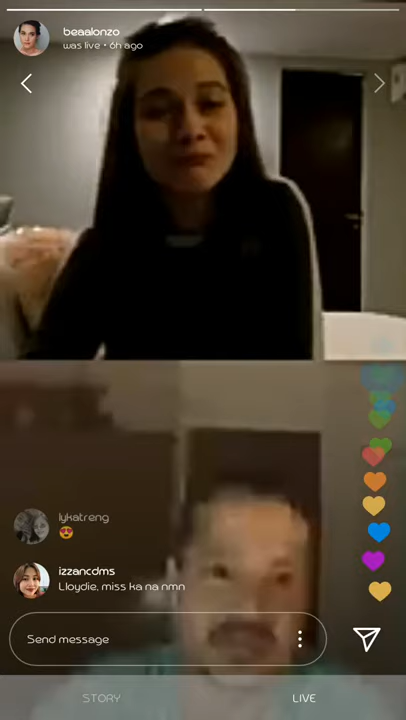 beaalonzo
was live • 6h ago
lykatreng
😍
izzancdms
Lloydie, miss ka na nmn
Send message
STORY
LIVE